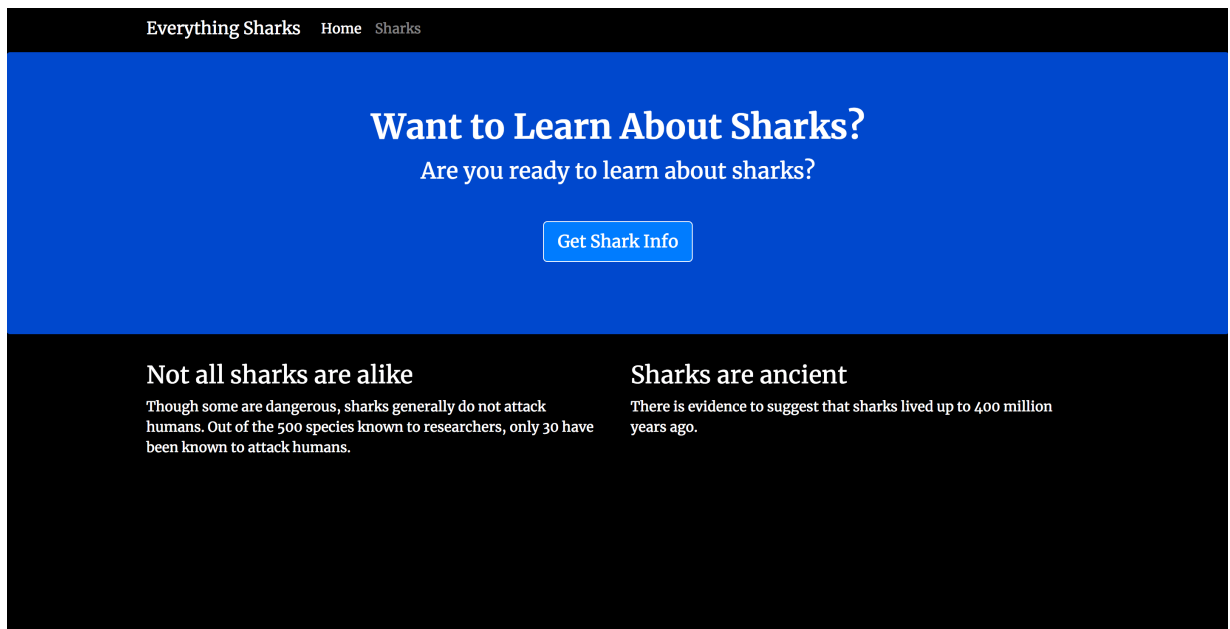 Everything Sharks Home Sharks
Want to Learn About Sharks?
Are you ready to learn about sharks?
Get Shark Info
Not all sharks are alike
Though some are dangerous, sharks generally do not attack
humans. Out of the 500 species known to researchers, only 30 have
been known to attack humans.
Sharks are ancient
There is evidence to suggest that sharks lived up to 400 million
years ago.